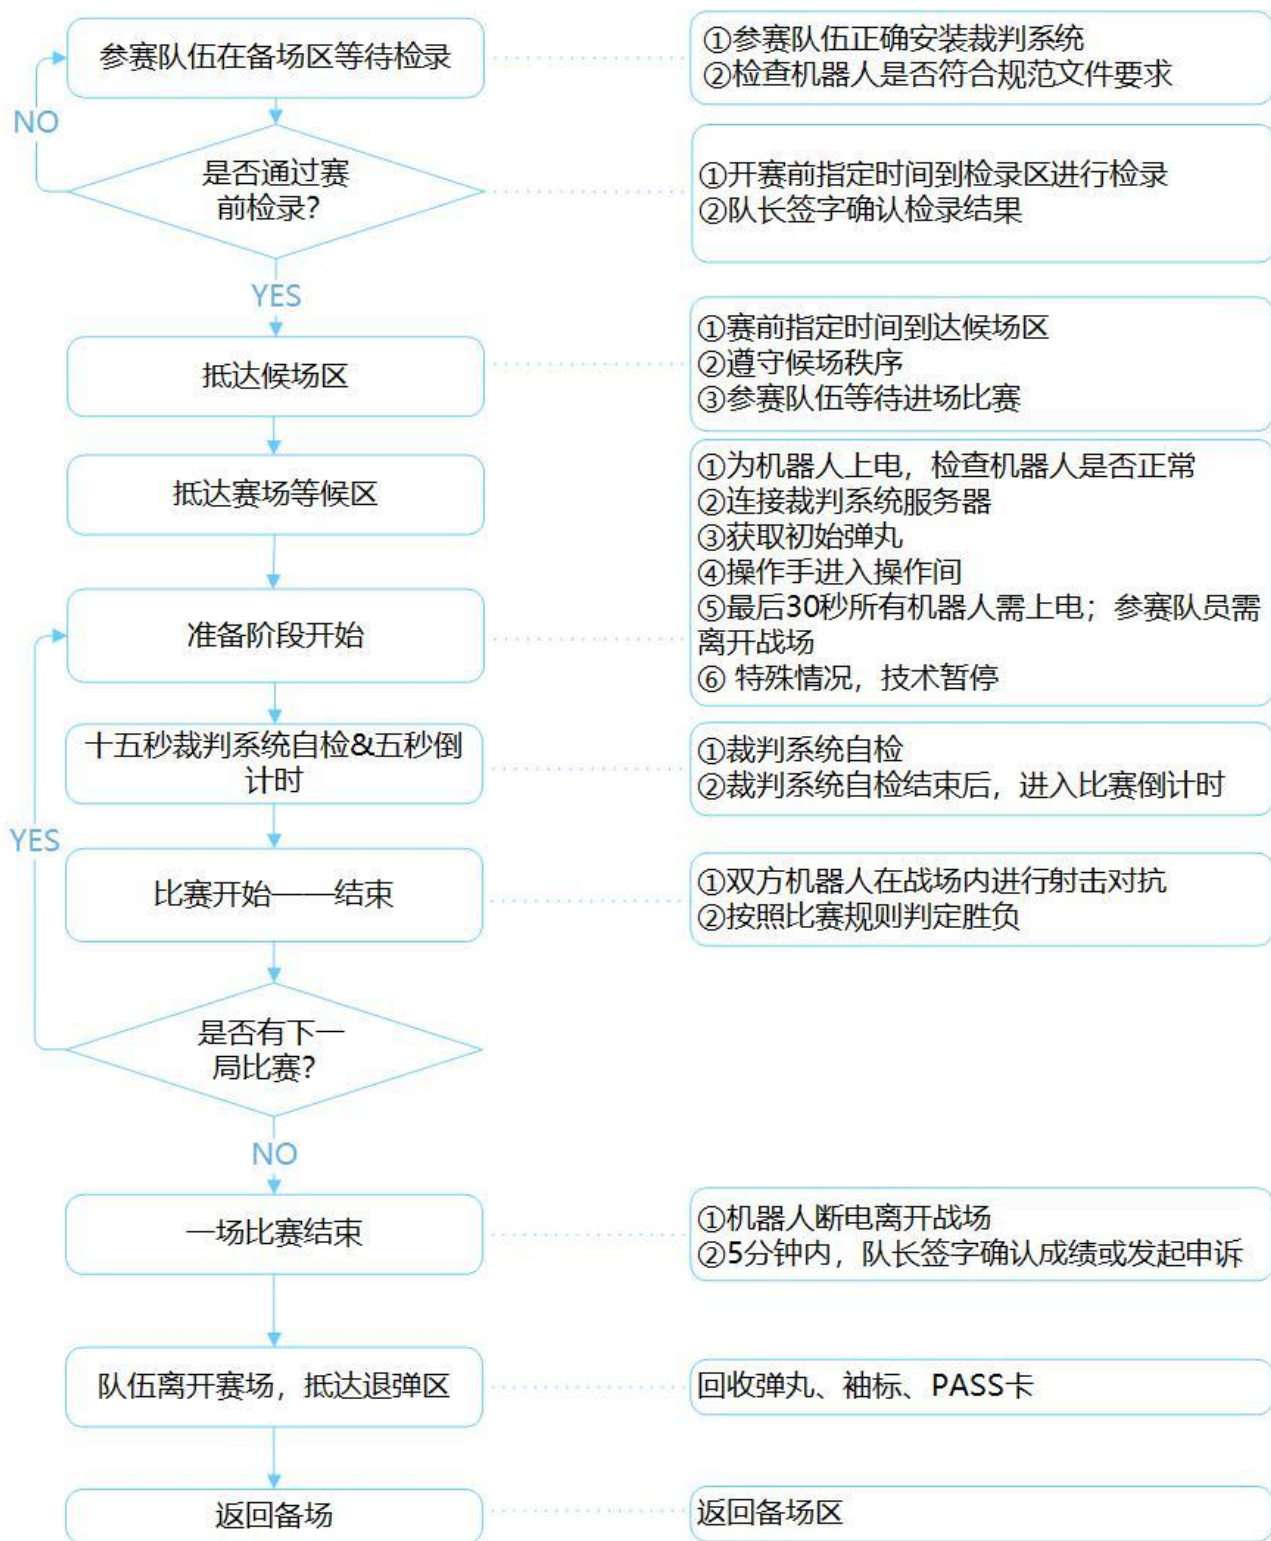 参赛队伍在备场区等待检录
①参赛队伍正确安装裁判系统
②检查机器人是否符合规范文件要求
NO
是否通过赛
前检录?
①开赛前指定时间到检录区进行检录
②队长签字确认检录结果
YES
抵达候场区
①赛前指定时间到达候场区
②遵守候场秩序
③参赛队伍等待进场比赛
抵达赛场等候区
准备阶段开始
①为机器人上电，检查机器人是否正常
②连接裁判系统服务器
③获取初始弹丸
④操作手进入操作间
⑤最后30秒所有机器人需上电；参赛队员需
离开战场
⑥ 特殊情况，技术暂停
十五秒裁判系统自检&五秒倒
计时
①裁判系统自检
②裁判系统自检结束后，进入比赛倒计时
YES
比赛开始——结束
①双方机器人在战场内进行射击对抗
②按照比赛规则判定胜负
是否有下一
局比赛?
NO
一场比赛结束
①机器人断电离开战场
②5分钟内，队长签字确认成绩或发起申诉
队伍离开赛场，抵达退弹区
回收弹丸、袖标、PASS卡
返回备场
返回备场区